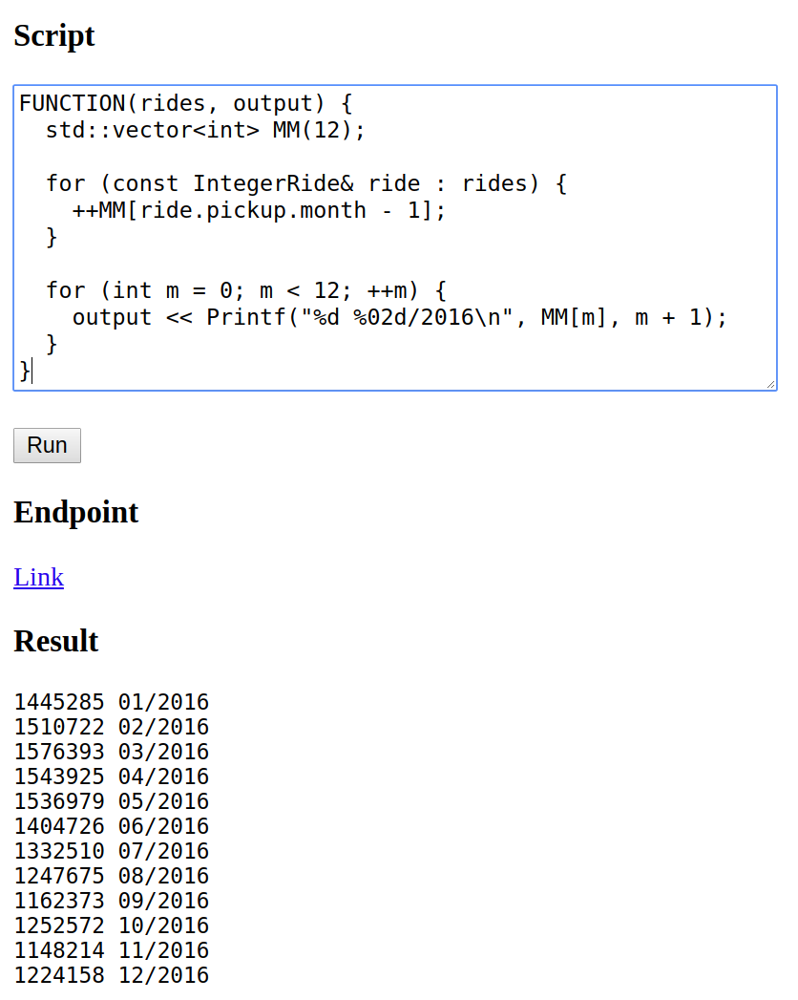 Script
FUNCTION(rides, output) {
  std::vector<int> MM(12);

  for (const IntegerRide& ride : rides) {
    ++MM[ride.pickup.month - 1];
  }

  for (int m = 0; m < 12; ++m) {
    output << Printf("%d %02d/2016\n", MM[m], m + 1);
  }
}
Run
Endpoint
Link
Result
1445285 01/2016
1510722 02/2016
1576393 03/2016
1543925 04/2016
1536979 05/2016
1404726 06/2016
1332510 07/2016
1247675 08/2016
1162373 09/2016
1252572 10/2016
1148214 11/2016
1224158 12/2016